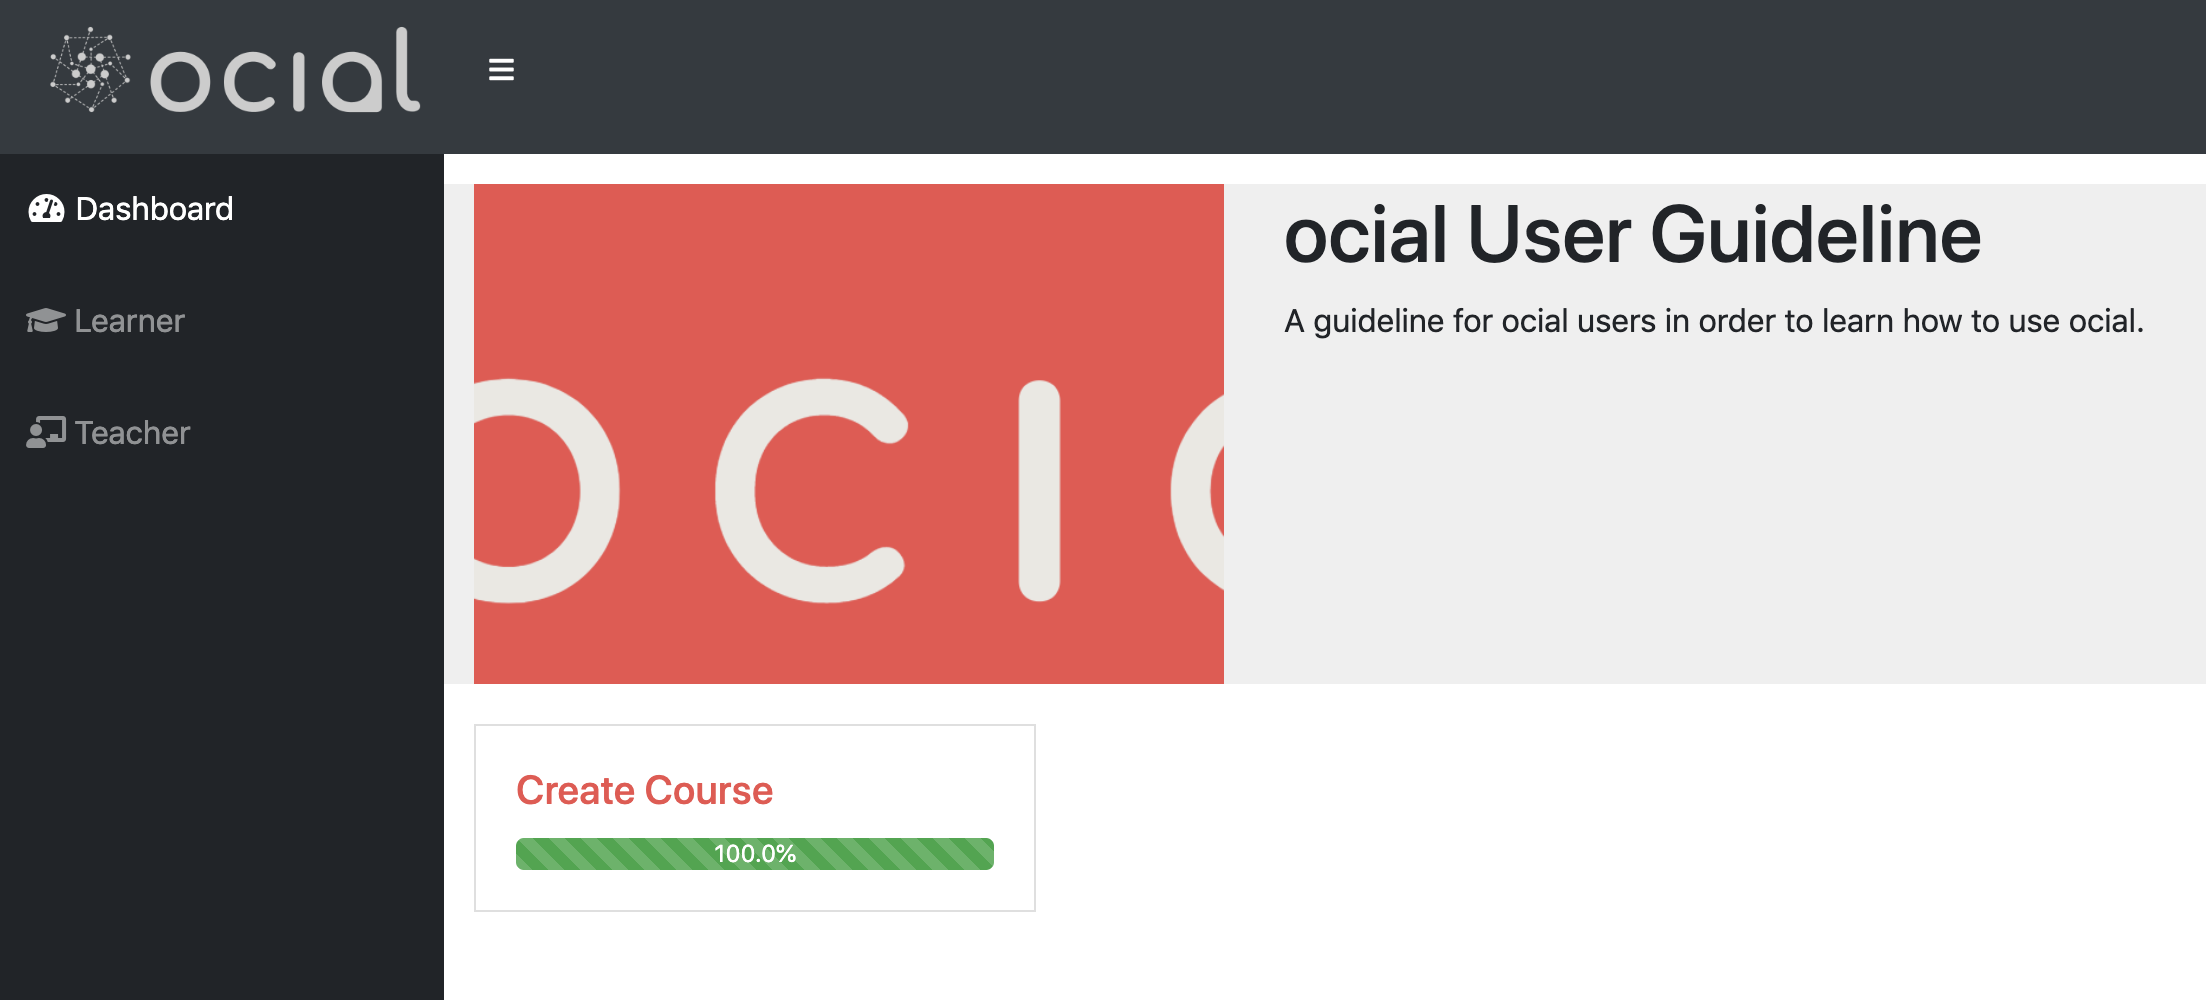 ocial
Dashboard
Learner
Teacher
OCI
ocial User Guideline
A guideline for ocial users in order to learn how to use ocial.
Create Course
100.0%